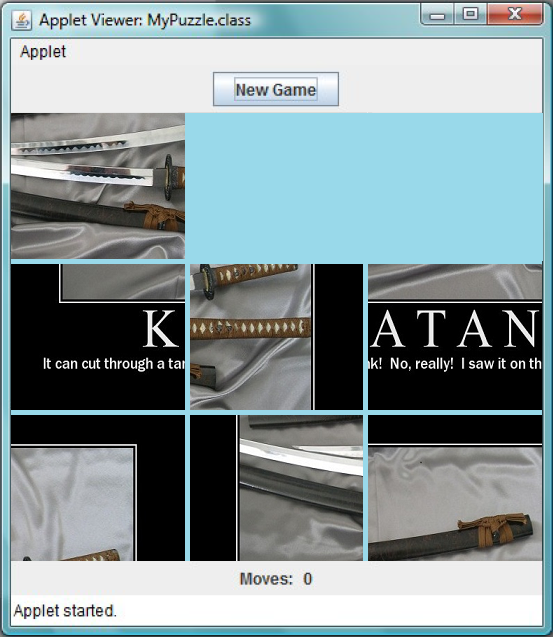 Applet Viewer: MyPuzzle.class
Applet
New Game
K
It can cut through a tar
ATAN
nk! No, really! I saw it on th
Moves: 0
Applet started.